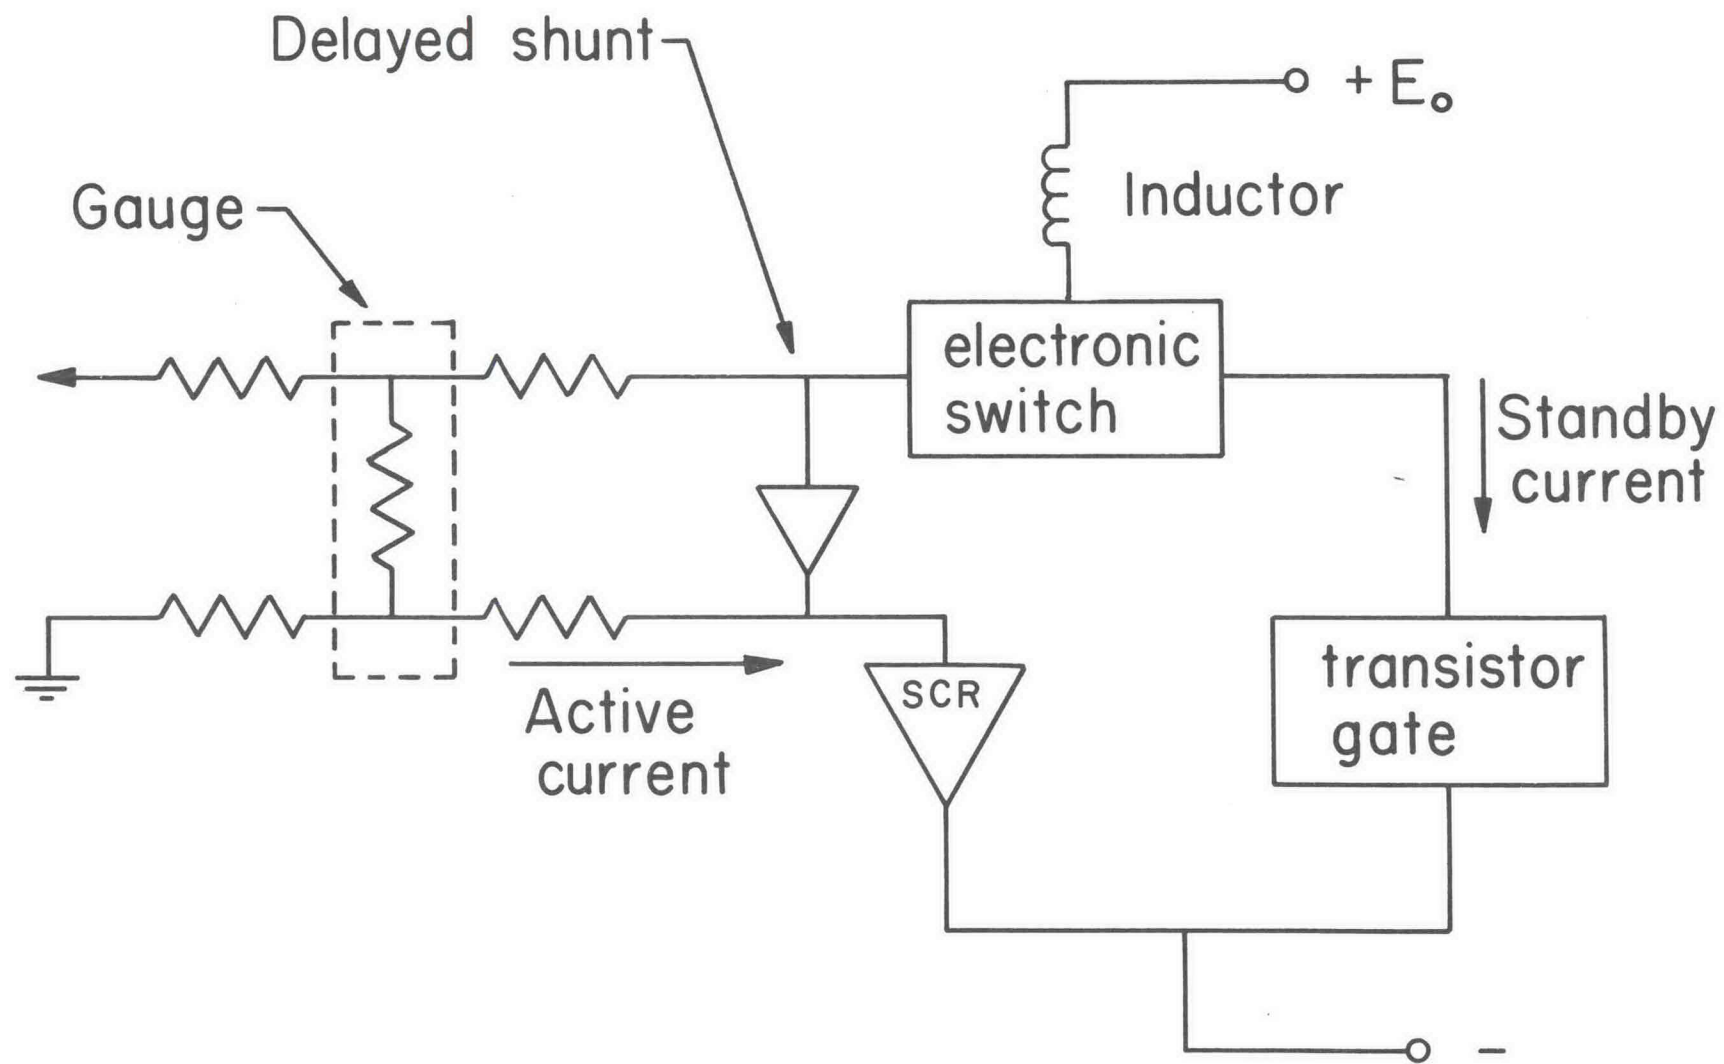 Delayed shunt
+ E₀
Inductor
Gauge
electronic
switch
Standby
current
SCR
transistor
gate
Active
current
−